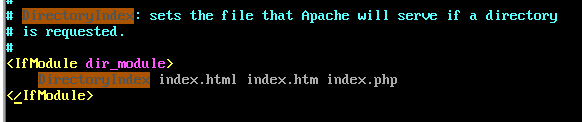 #
# DirectoryIndex: sets the file that Apache will serve if a directory
# is requested.
#
<IfModule dir_module>
    DirectoryIndex index.html index.htm index.php
</IfModule>